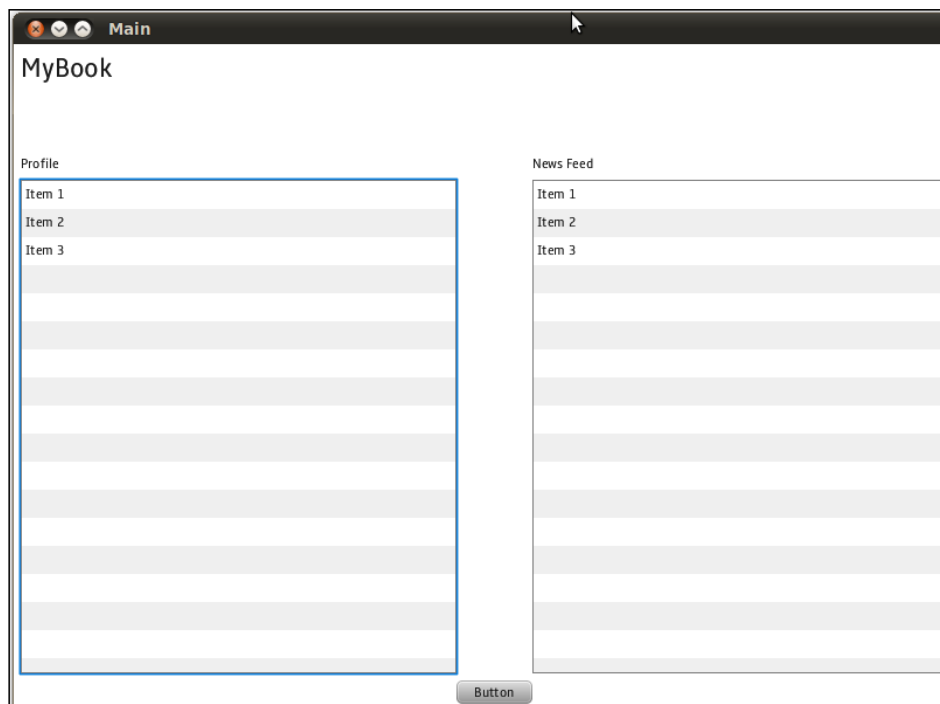 Main
MyBook
Profile
Item 1
Item 2
Item 3
News Feed
Item 1
Item 2
Item 3
Button